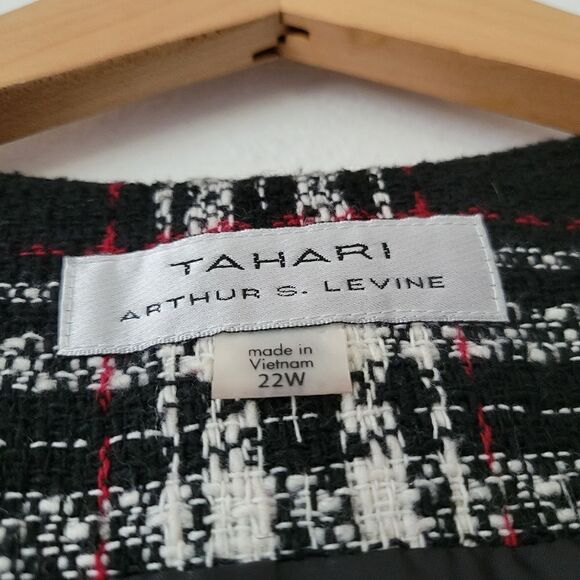 TAHARI
ARTHUR S. LEVINE
made in
Vietnam
22W